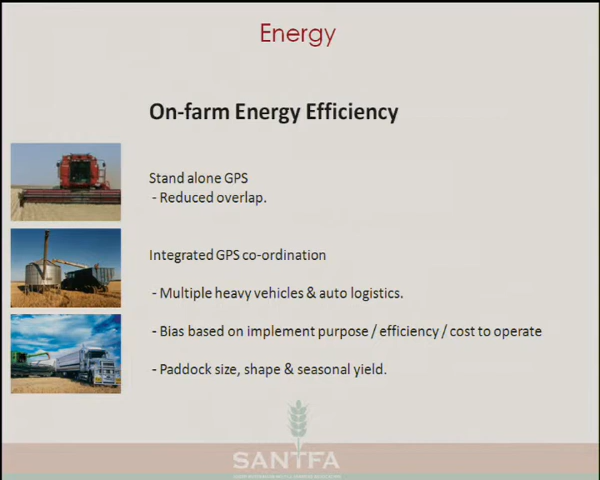 Energy
On-farm Energy Efficiency
Stand alone GPS
- Reduced overlap.
Integrated GPS co-ordination
- Multiple heavy vehicles & auto logistics.
- Bias based on implement purpose / efficiency / cost to operate
- Paddock size, shape & seasonal yield.
SANTFA